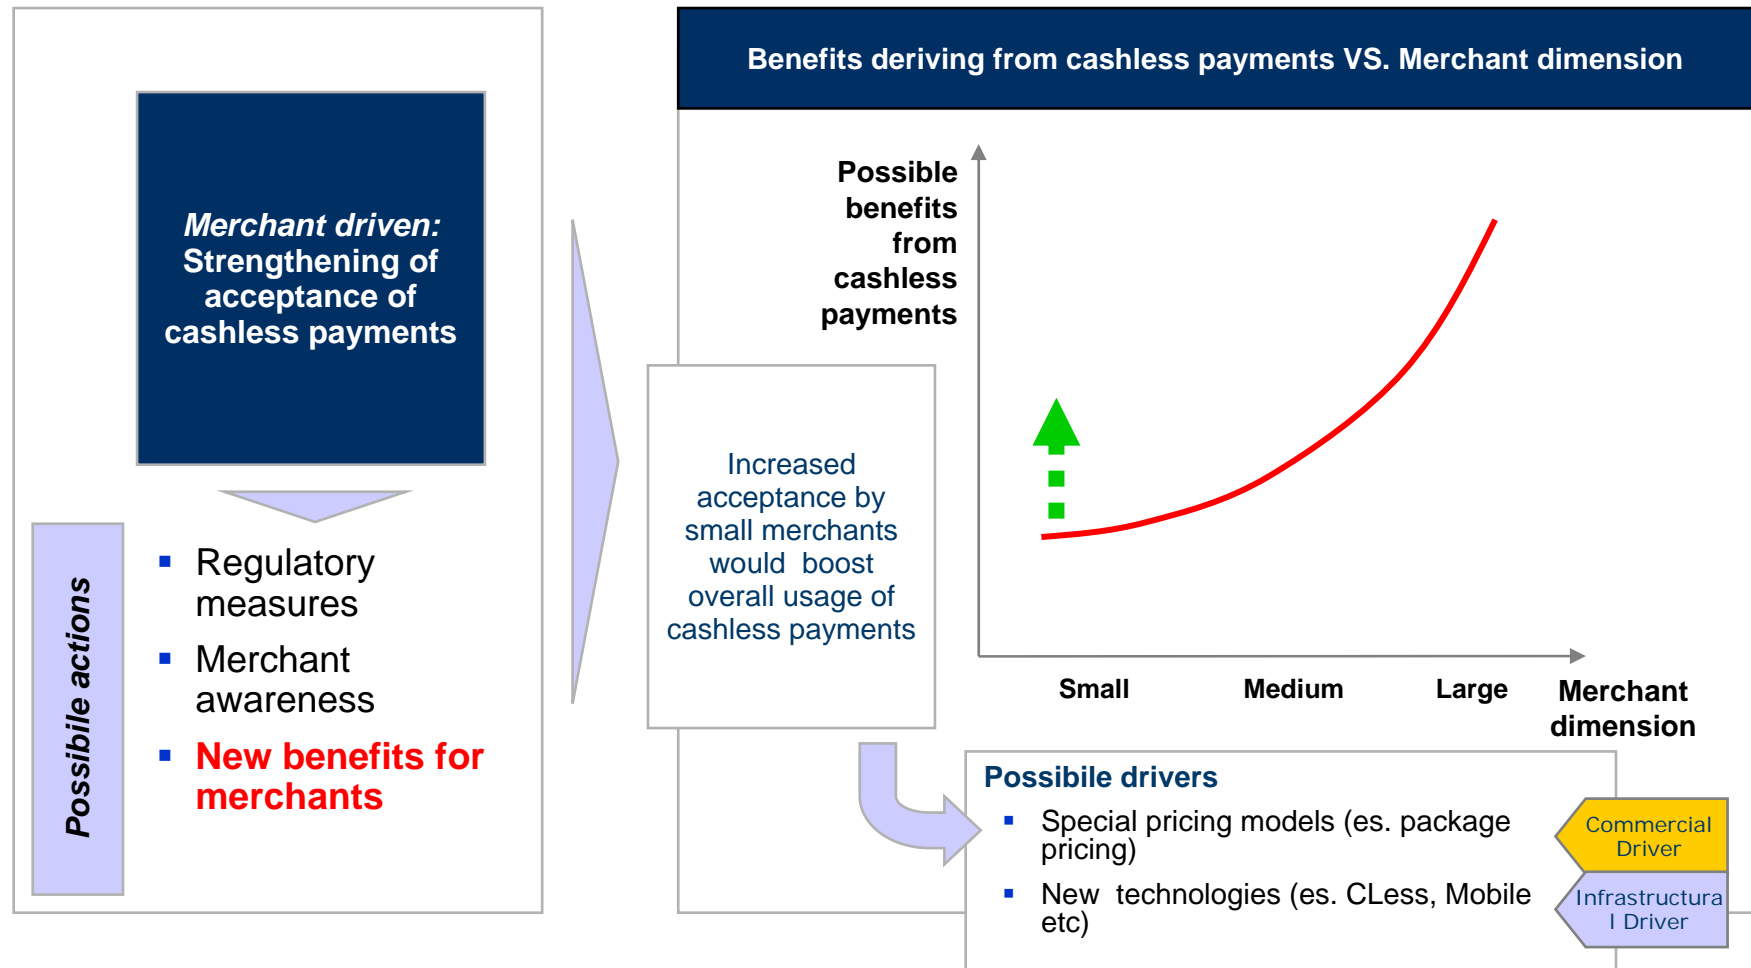 Benefits deriving from cashless payments VS. Merchant dimension
Merchant driven:
Strengthening of
acceptance of
cashless payments
Possibile actions
Regulatory
measures
Merchant
awareness
New benefits for
merchants
Increased
acceptance by
small merchants
would boost
overall usage of
cashless payments
Possible
benefits
from
cashless
payments
Small Medium Large
Merchant
dimension
Possibile drivers
Special pricing models (es. package
pricing)
New technologies (es. CLess, Mobile
etc)
Commercial
Driver
Infrastructura
l Driver